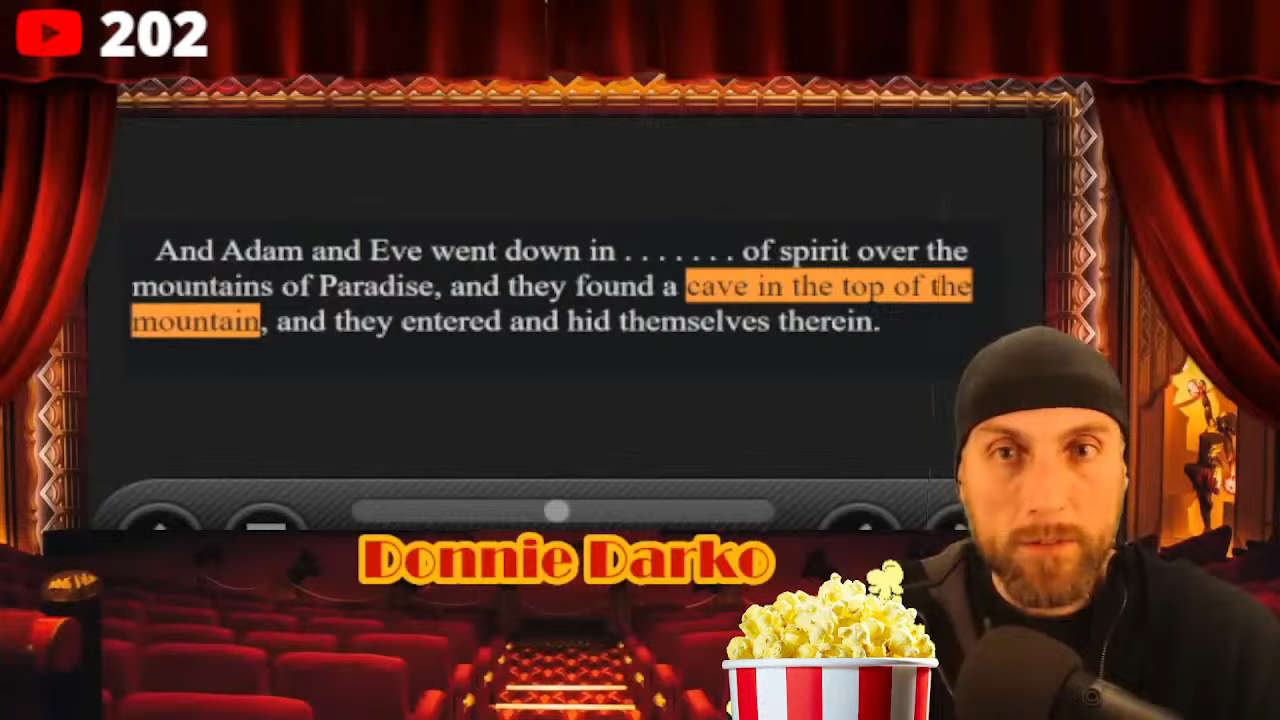 202
And Adam and Eve went down in . . . . . . . of spirit over the
mountains of Paradise, and they found a cave in the top of the
mountain, and they entered and hid themselves therein.
Donnie Darko